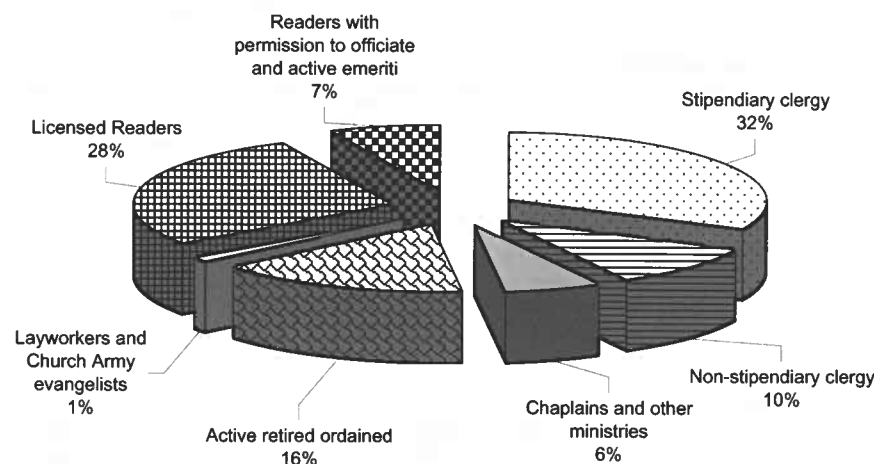 Readers with
permission to officiate
and active emeriti
7%
Stipendiary clergy
32%
Licensed Readers
28%
Layworkers and
Church Army
evangelists
1%
Non-stipendiary clergy
10%
Chaplains and other
ministries
6%
Active retired ordained
16%